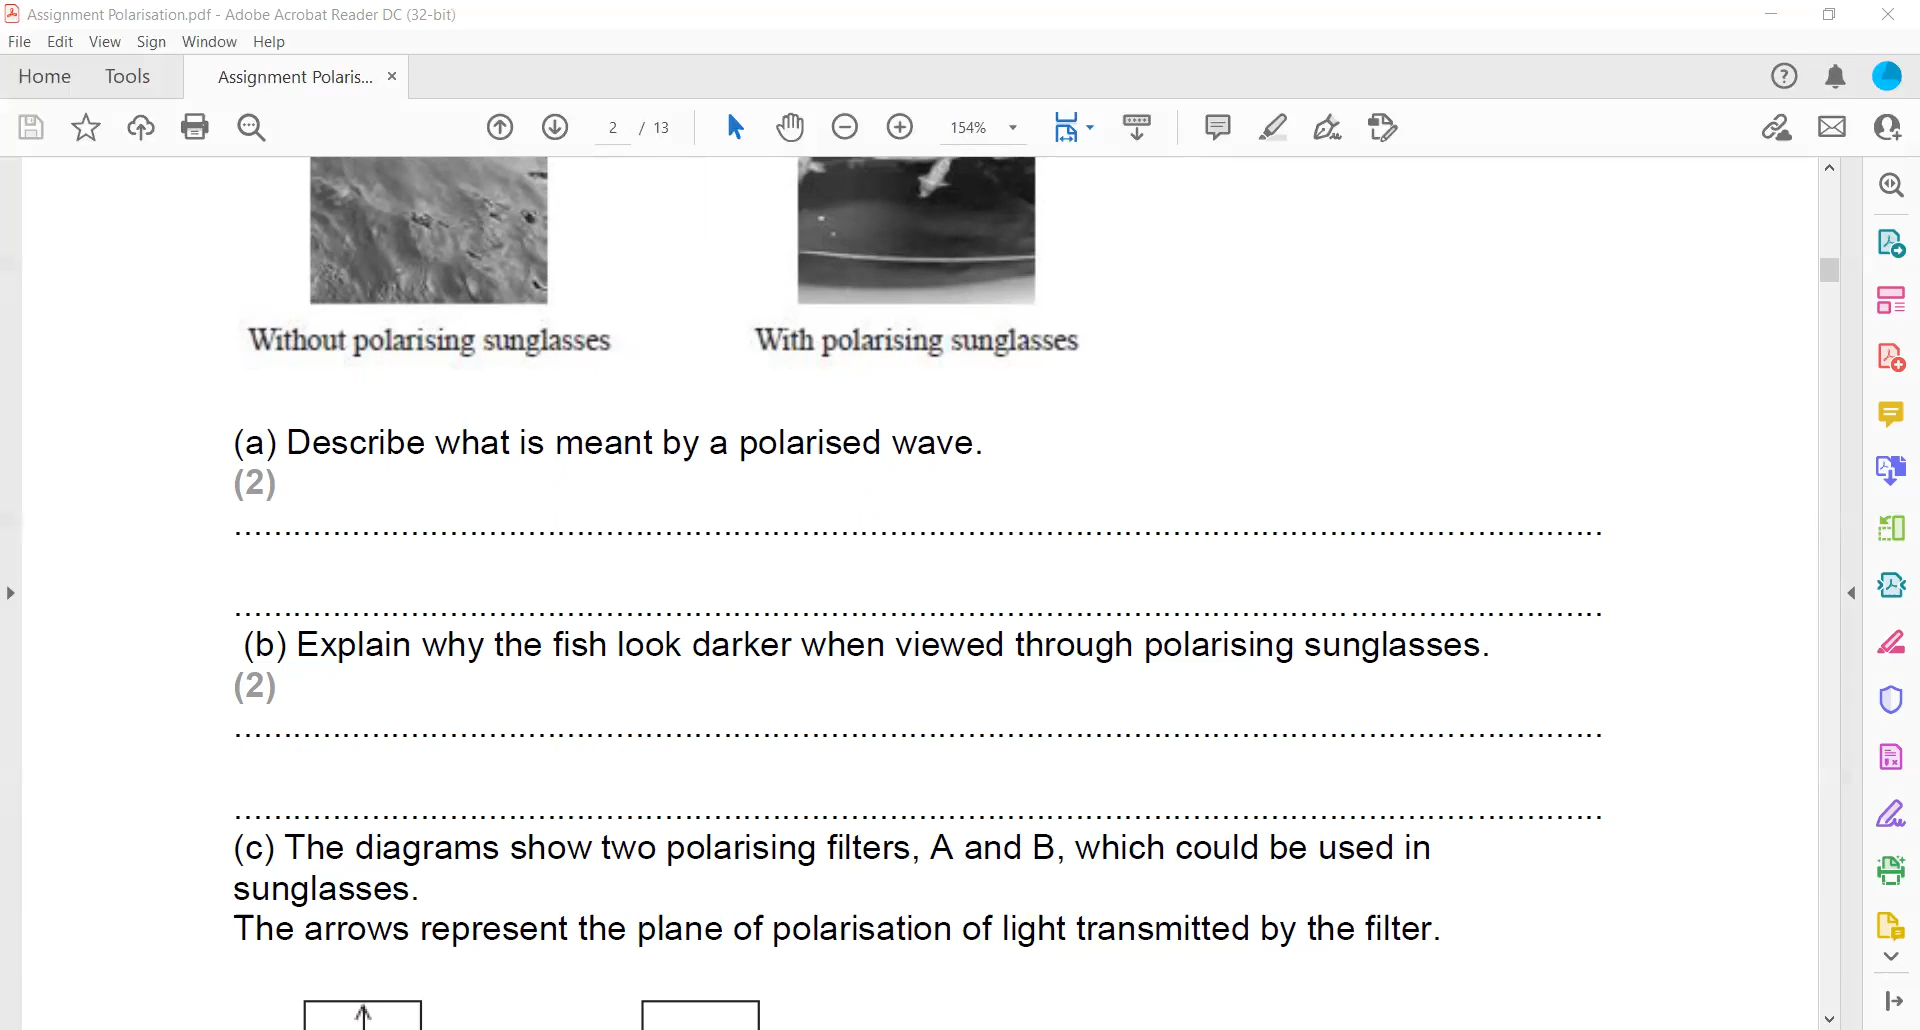 Assignment Polarisation.pdf - Adobe Acrobat Reader DC (32-bit)
File Edit View Sign Window Help
Home Tools Assignment Polaris... ×
2 / 13 154%
Without polarising sunglasses With polarising sunglasses
(a) Describe what is meant by a polarised wave.
(2)
(b) Explain why the fish look darker when viewed through polarising sunglasses.
(2)
(c) The diagrams show two polarising filters, A and B, which could be used in
sunglasses.
The arrows represent the plane of polarisation of light transmitted by the filter.